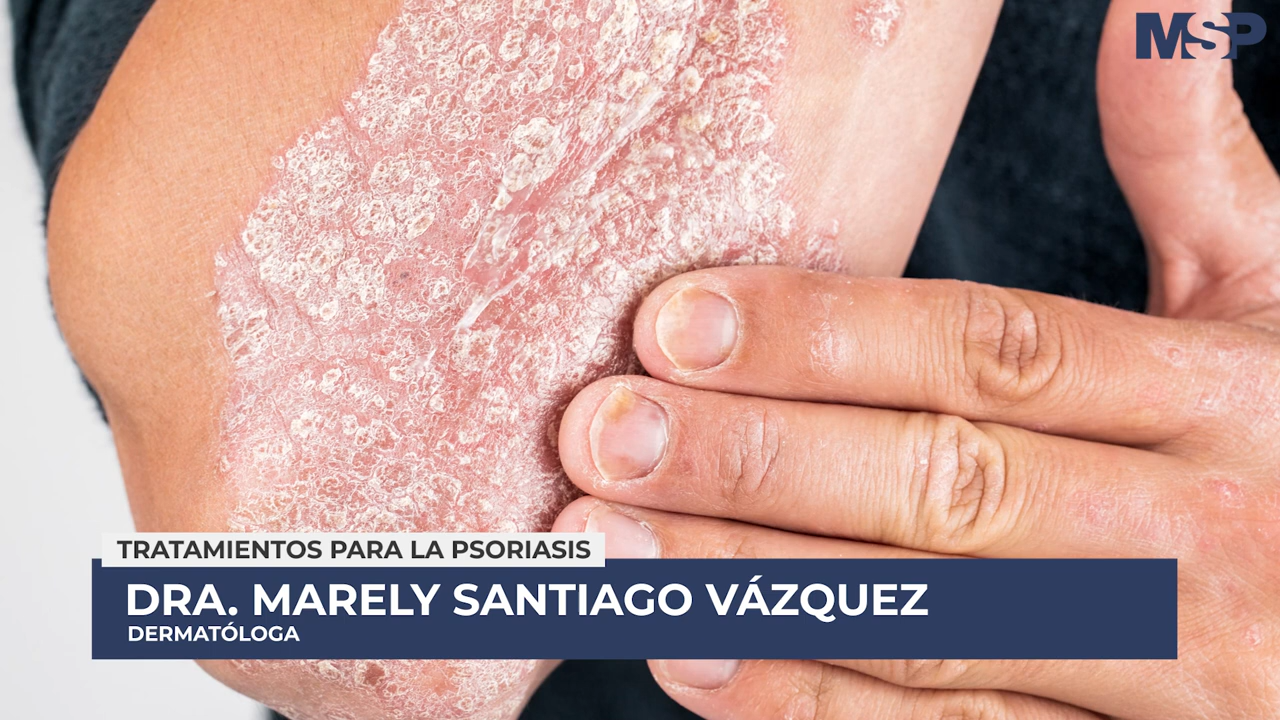 MSP
TRATAMIENTOS PARA LA PSORIASIS
DRA. MARELY SANTIAGO VÁZQUEZ
DERMATÓLOGA